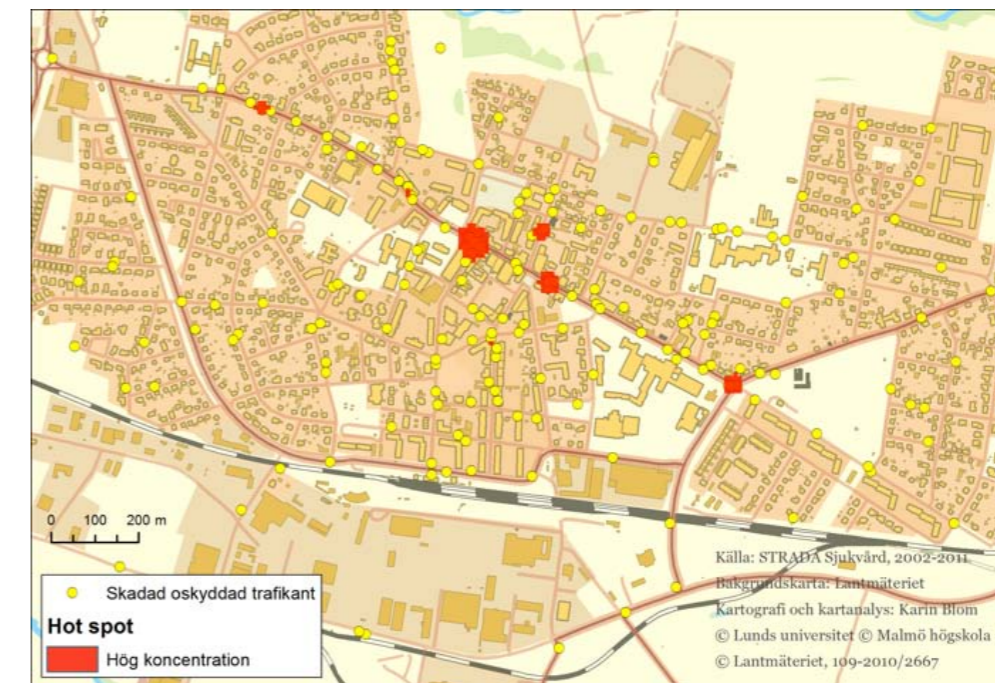 0 100 200 m
Skadad oskyddad trafikant
Hot spot
Hög koncentration
Källa: STRADA Sjukvård, 2002-2011
Bakgrundskarta: Lantmäteriet
Kartografi och kartanalys: Karin Blom
© Lunds universitet © Malmö högskola
© Lantmäteriet, 109-2010/2667